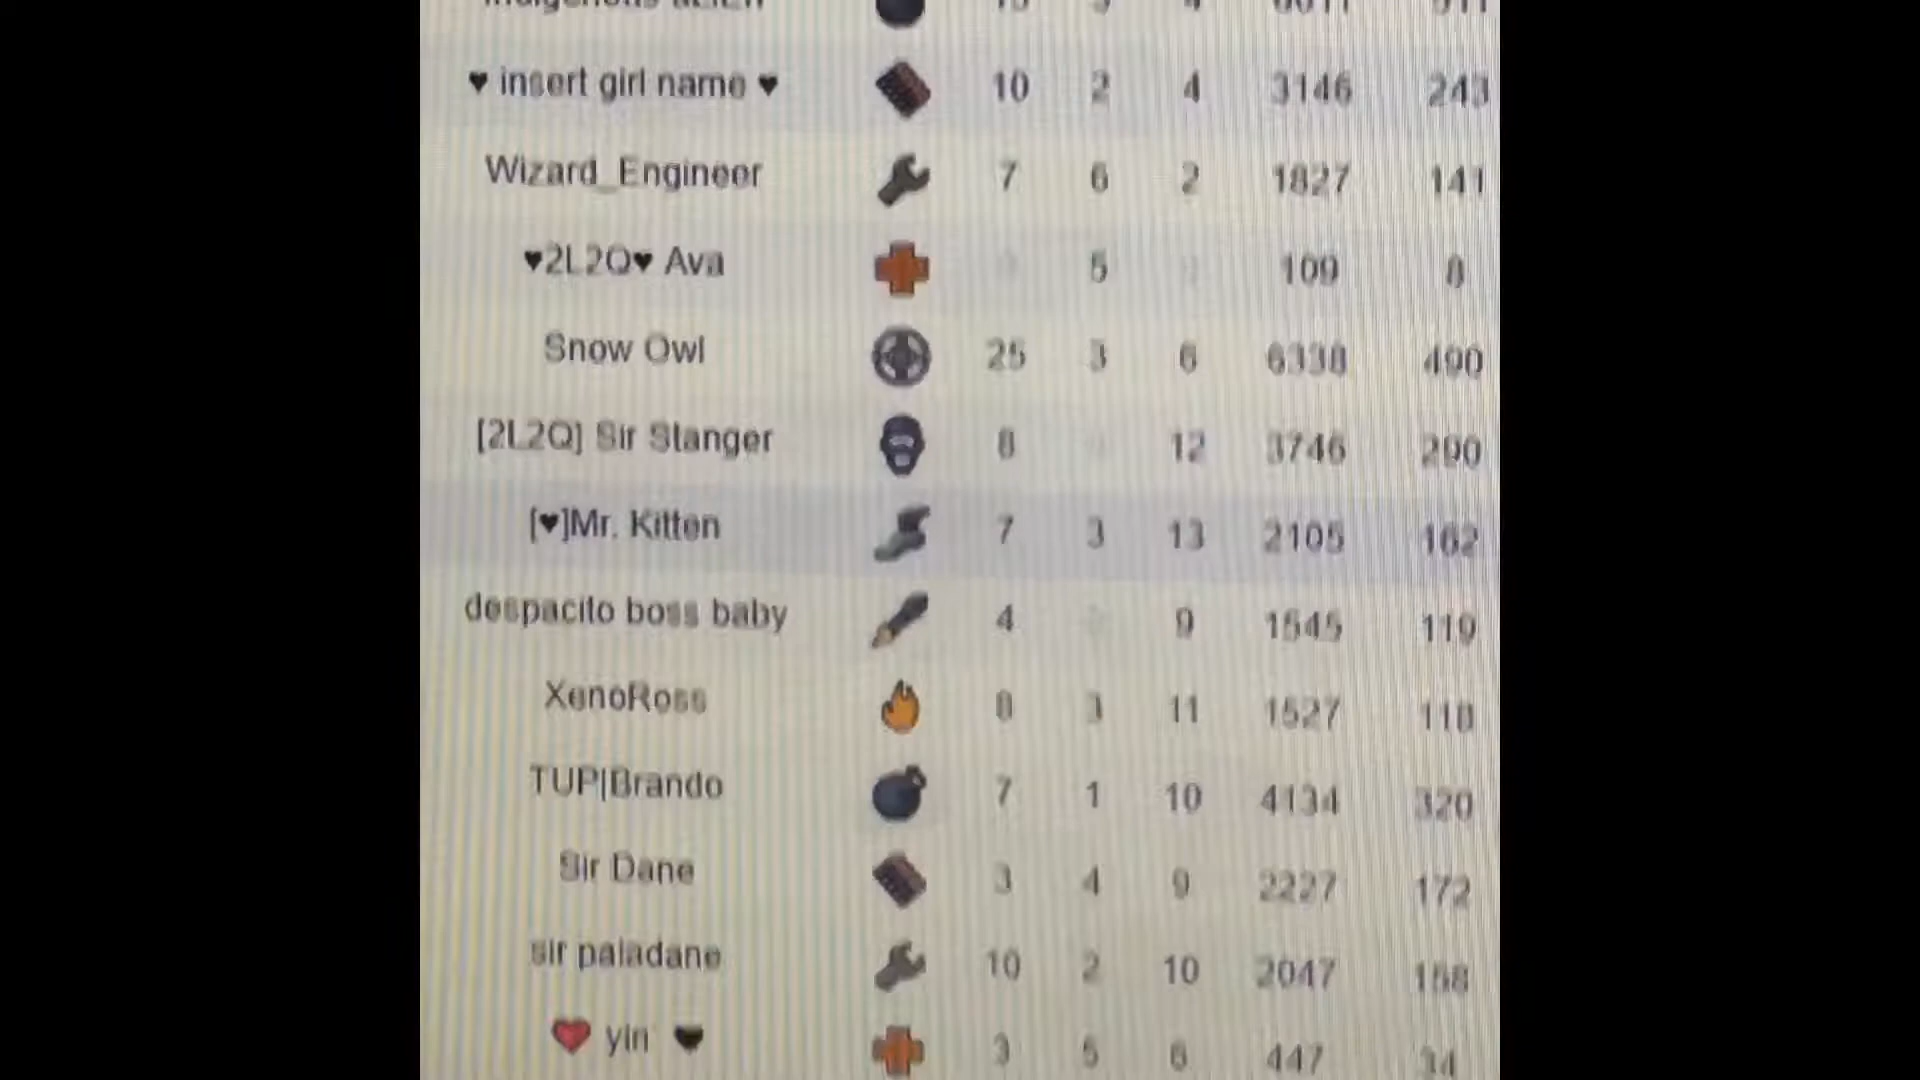 ♥ insert girl name ♥ 10 2 4 3146 243
Wizard_Engineer 7 6 2 1827 141
♥2L2Q♥ Ava 5 109 8
Snow Owl 25 3 6 6338 490
[2L2Q] Sir Stanger 8 12 3746 290
[♥]Mr. Kitten 7 3 13 2105 162
despacito boss baby 4 9 1545 119
XenoRoss 8 3 11 1527 118
TUP|Brando 7 1 10 4134 320
Sir Dane 3 4 9 2227 172
sir paladane 10 2 10 2047 158
❤ yin ♥ 3 5 6 447 34